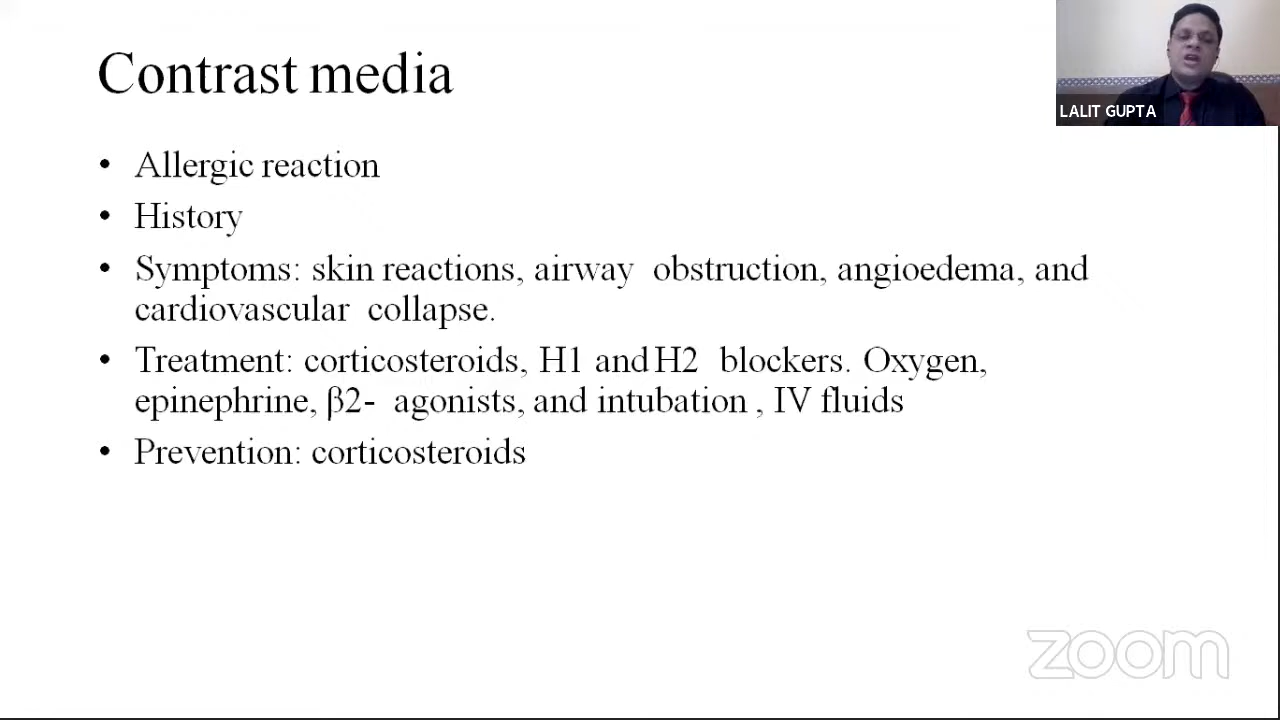 Contrast media
LALIT GUPTA
• Allergic reaction
• History
• Symptoms: skin reactions, airway obstruction, angioedema, and
cardiovascular collapse.
• Treatment: corticosteroids, H1 and H2 blockers. Oxygen,
epinephrine, β2- agonists, and intubation , IV fluids
• Prevention: corticosteroids
zoom